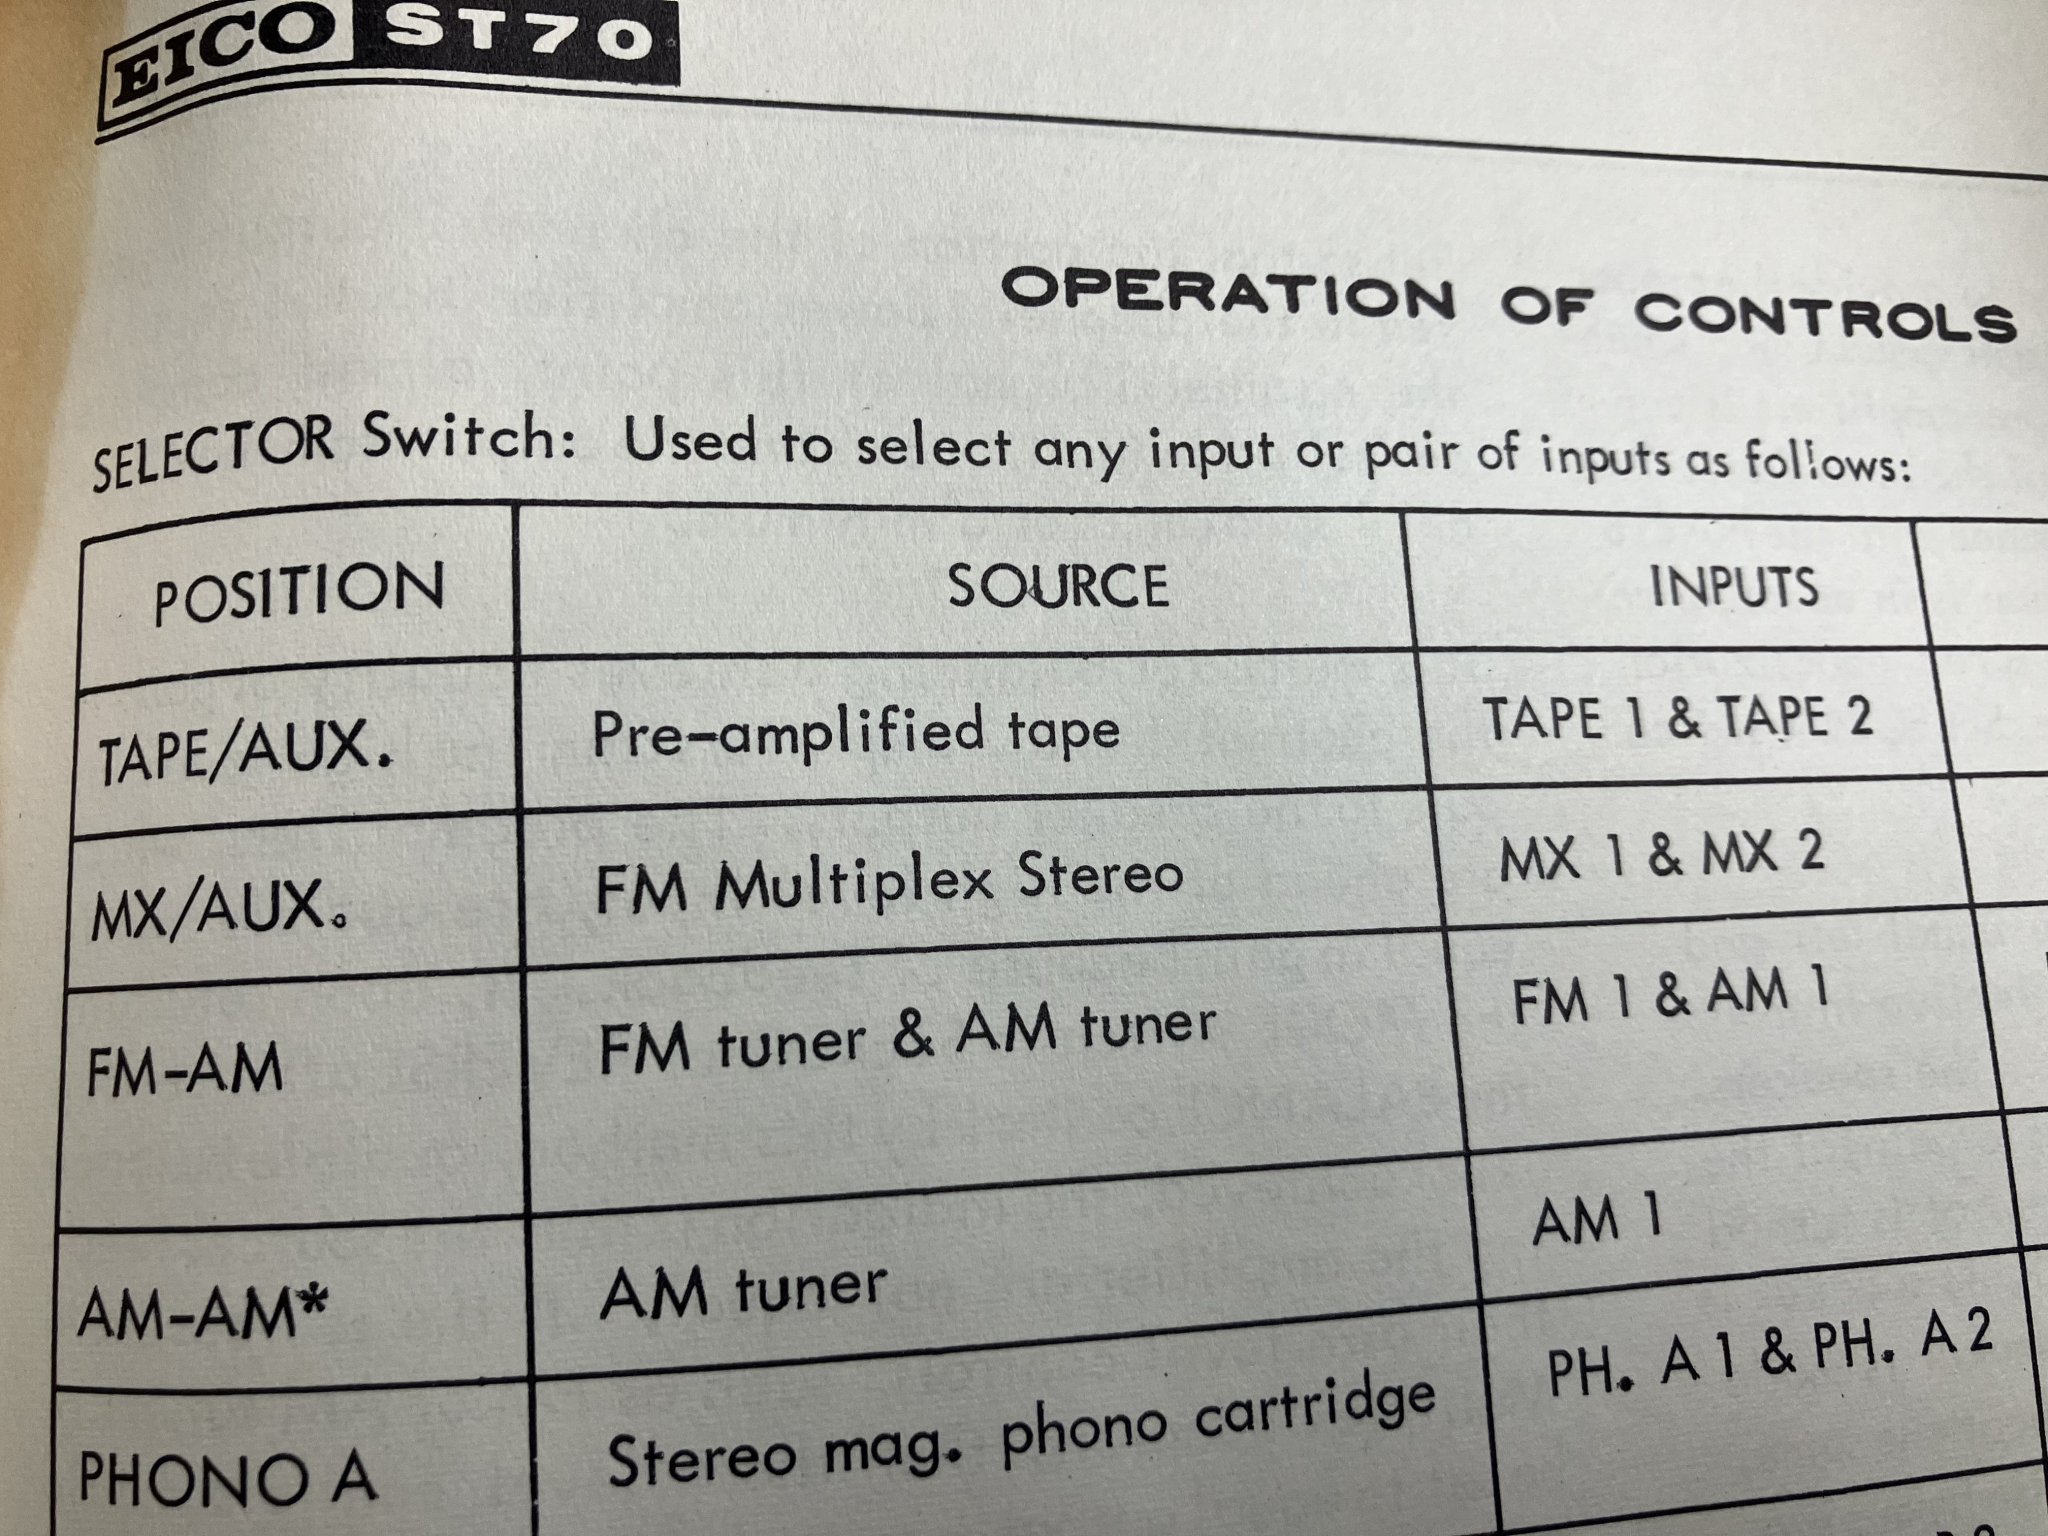 EICO ST70
OPERATION OF CONTROLS
SELECTOR Switch: Used to select any input or pair of inputs as follows:
POSITION SOURCE INPUTS
TAPE/AUX. Pre-amplified tape TAPE 1 & TAPE 2
MX/AUX. FM Multiplex Stereo MX 1 & MX 2
FM-AM FM tuner & AM tuner FM 1 & AM 1
AM-AM* AM tuner AM 1
PHONO A Stereo mag. phono cartridge PH. A 1 & PH. A 2